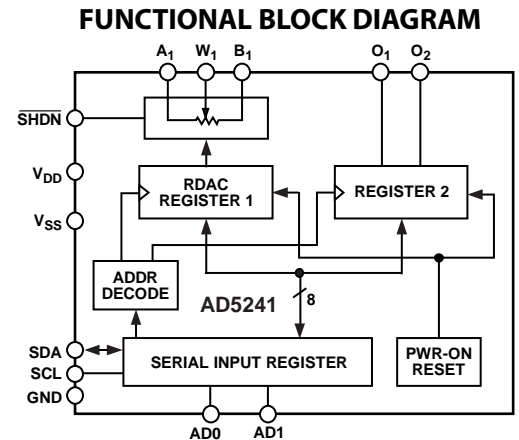 FUNCTIONAL BLOCK DIAGRAM
A1 W1 B1 O1 O2
SHDN
VDD
RDAC
REGISTER 1
REGISTER 2
VSS
ADDR
DECODE
AD5241
8
SDA
SERIAL INPUT REGISTER
PWR-ON
RESET
SCL
GND
AD0 AD1